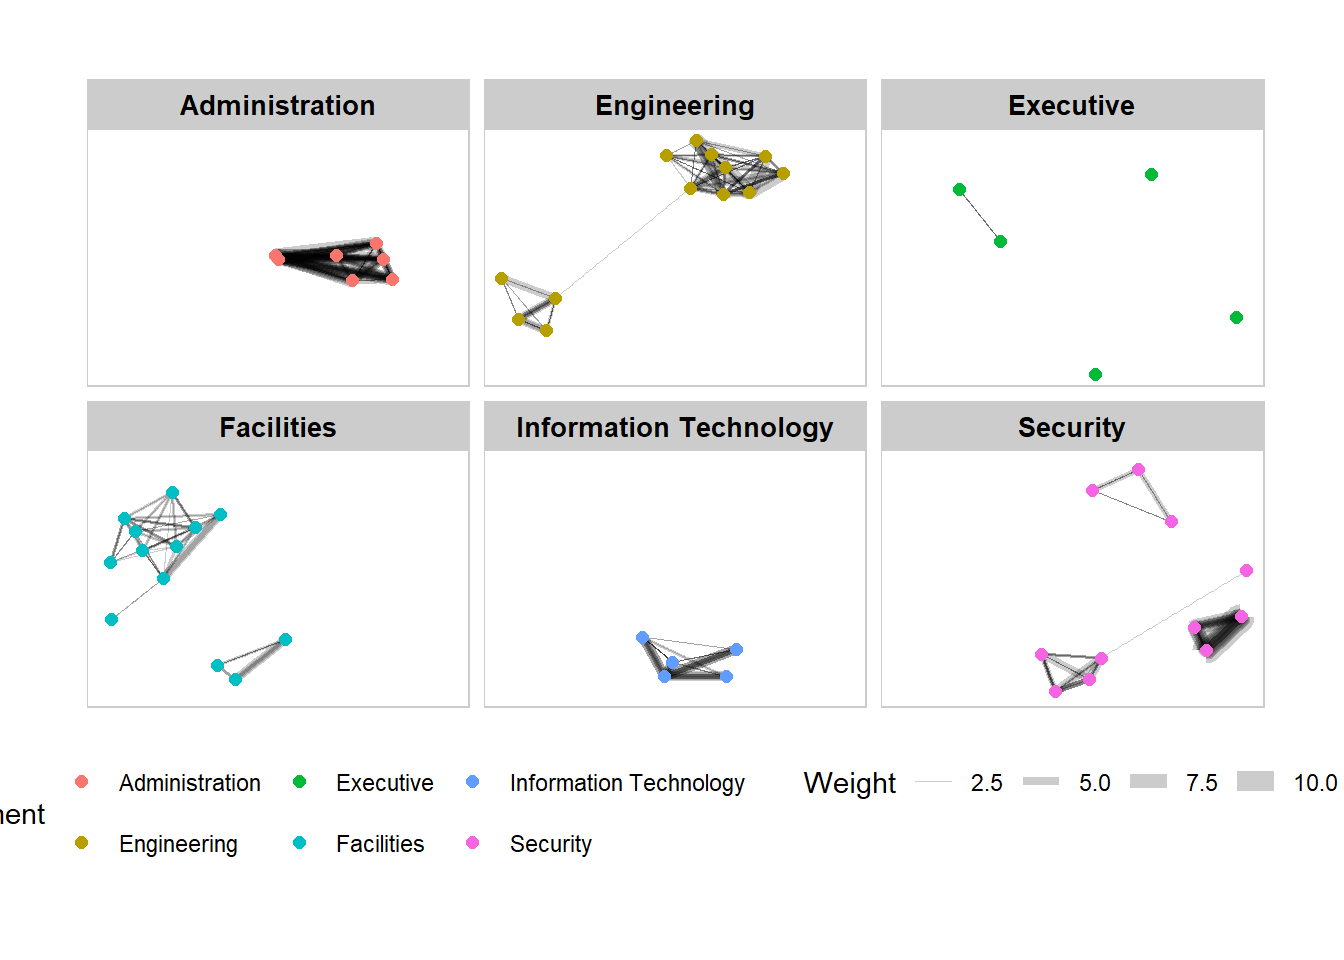 Administration
Engineering
Executive
Facilities
Information Technology
Security
Administration
Executive
Information Technology
Weight
2.5
5.0
7.5
10.0
Engineering
Facilities
Security